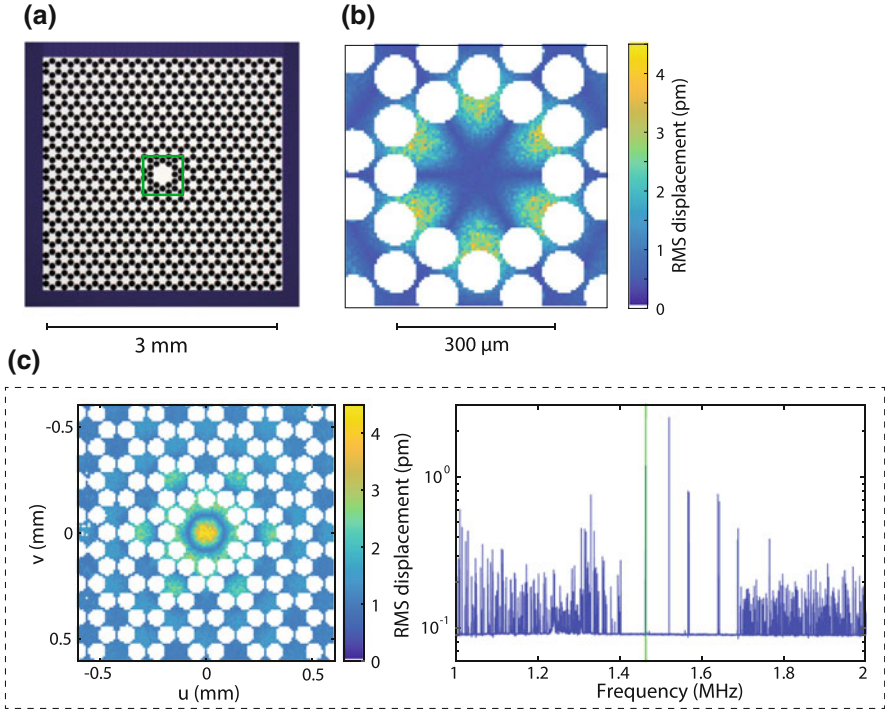 (a)
(b)
3 mm
300 µm
4
3
2
1
0
RMS displacement (pm)
(c)
-0.5
0
0.5
v (mm)
-0.5
0
0.5
u (mm)
4
3
2
1
0
RMS displacement (pm)
10⁰
10⁻¹
1
1.2
1.4
1.6
1.8
2
Frequency (MHz)